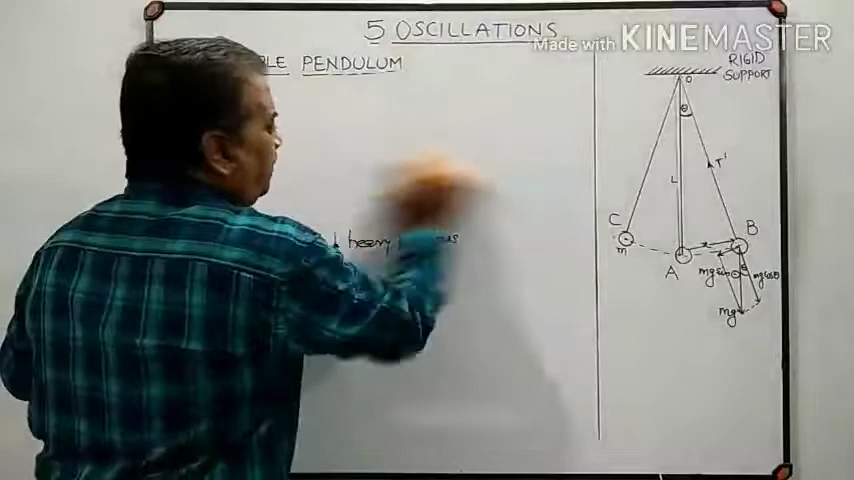 5 OSCILLATIONS
Made with KINEMASTER
PENDULUM
RIGID
SUPPORT
O
θ
T'
L
C
B
m
A
mg sinθ
θ
mg cosθ
mg
heavy